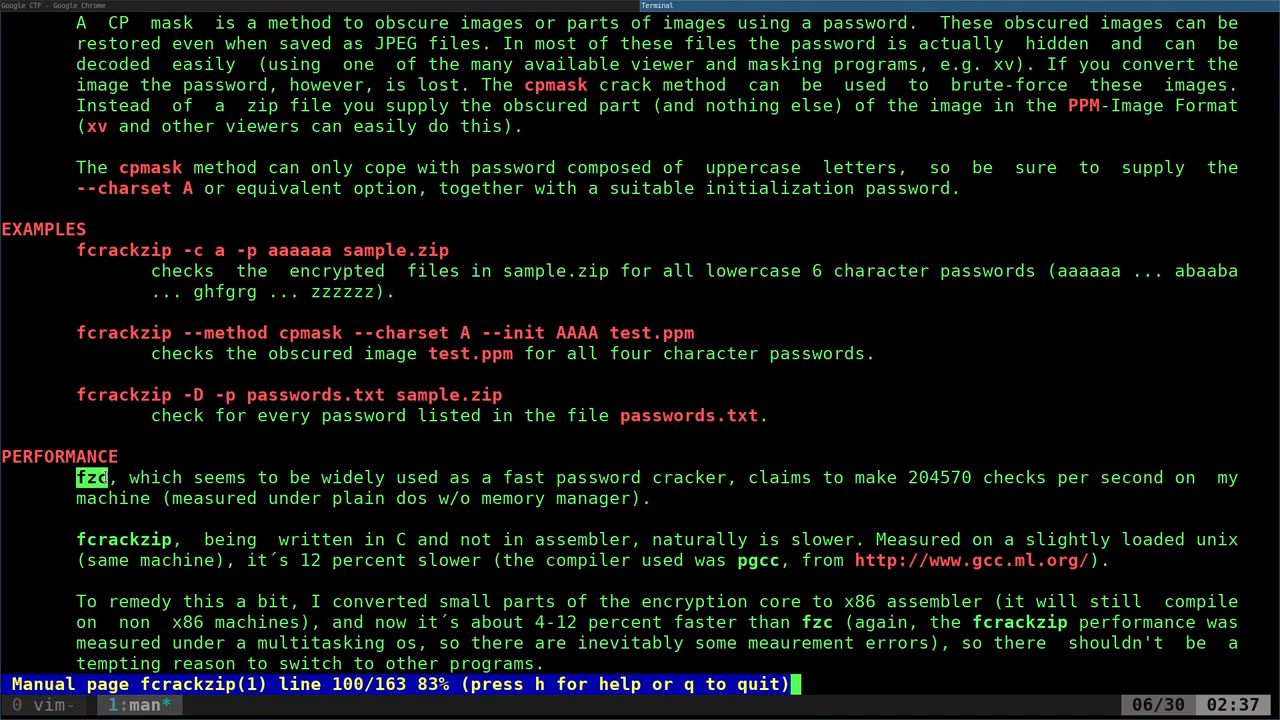 Google CTF - Google Chrome Terminal
A CP mask is a method to obscure images or parts of images using a password. These obscured images can be
restored even when saved as JPEG files. In most of these files the password is actually hidden and can be
decoded easily (using one of the many available viewer and masking programs, e.g. xv). If you convert the
image the password, however, is lost. The cpmask crack method can be used to brute-force these images.
Instead of a zip file you supply the obscured part (and nothing else) of the image in the PPM-Image Format
(xv and other viewers can easily do this).
The cpmask method can only cope with password composed of uppercase letters, so be sure to supply the
--charset A or equivalent option, together with a suitable initialization password.
EXAMPLES
fcrackzip -c a -p aaaaaa sample.zip
checks the encrypted files in sample.zip for all lowercase 6 character passwords (aaaaaa ... abaaba
... ghfgrg ... zzzzzz).
fcrackzip --method cpmask --charset A --init AAAA test.ppm
checks the obscured image test.ppm for all four character passwords.
fcrackzip -D -p passwords.txt sample.zip
check for every password listed in the file passwords.txt.
PERFORMANCE
fzc, which seems to be widely used as a fast password cracker, claims to make 204570 checks per second on my
machine (measured under plain dos w/o memory manager).
fcrackzip, being written in C and not in assembler, naturally is slower. Measured on a slightly loaded unix
(same machine), it´s 12 percent slower (the compiler used was pgcc, from http://www.gcc.ml.org/).
To remedy this a bit, I converted small parts of the encryption core to x86 assembler (it will still compile
on non x86 machines), and now it´s about 4-12 percent faster than fzc (again, the fcrackzip performance was
measured under a multitasking os, so there are inevitably some meaurement errors), so there shouldn't be a
tempting reason to switch to other programs.
Manual page fcrackzip(1) line 100/163 83% (press h for help or q to quit)
0 vim- 1:man* 06/30 02:37